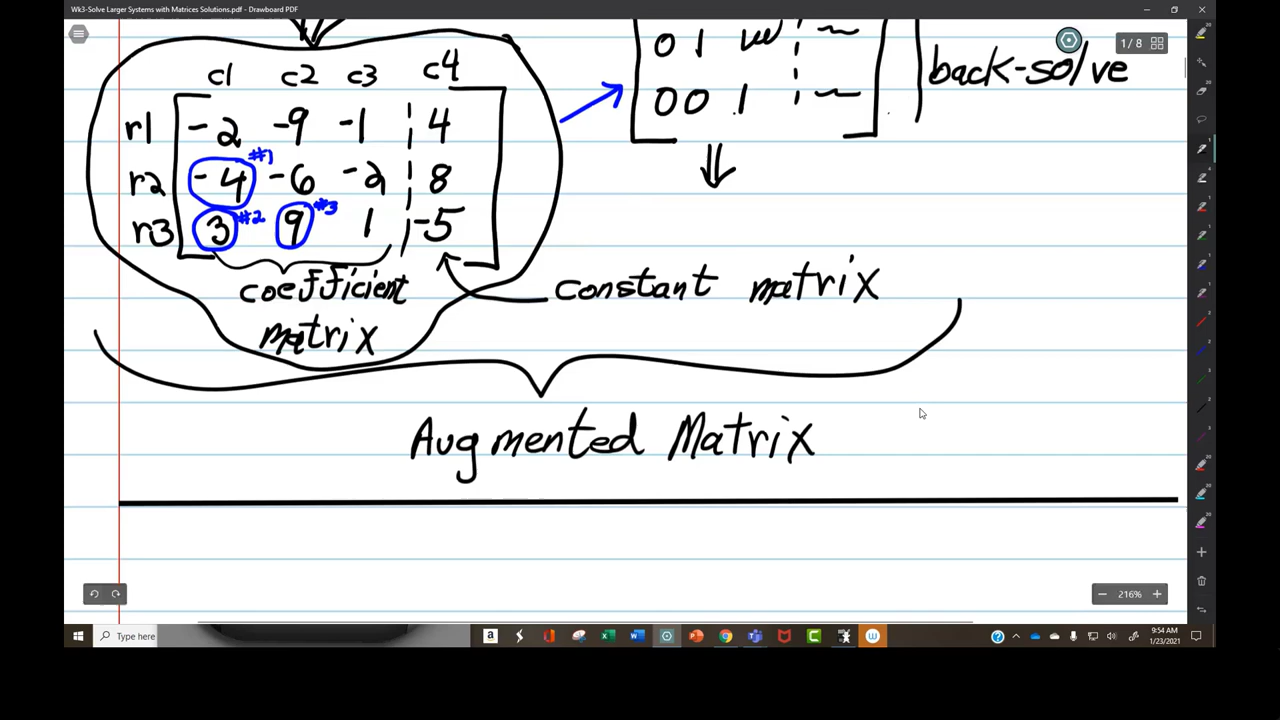 Wk3-Solve Larger Systems with Matrices Solutions.pdf - Drawboard PDF
1/8
c1 c2 c3 c4
r1 -2 -9 -1 4
r2 -4 #1 -6 -2 8
r3 3 #2 9 #3 1 -5
0 1
0 0 1
back-solve
coefficient
matrix
constant matrix
Augmented Matrix
216%
Type here
9:54 AM
1/23/2021